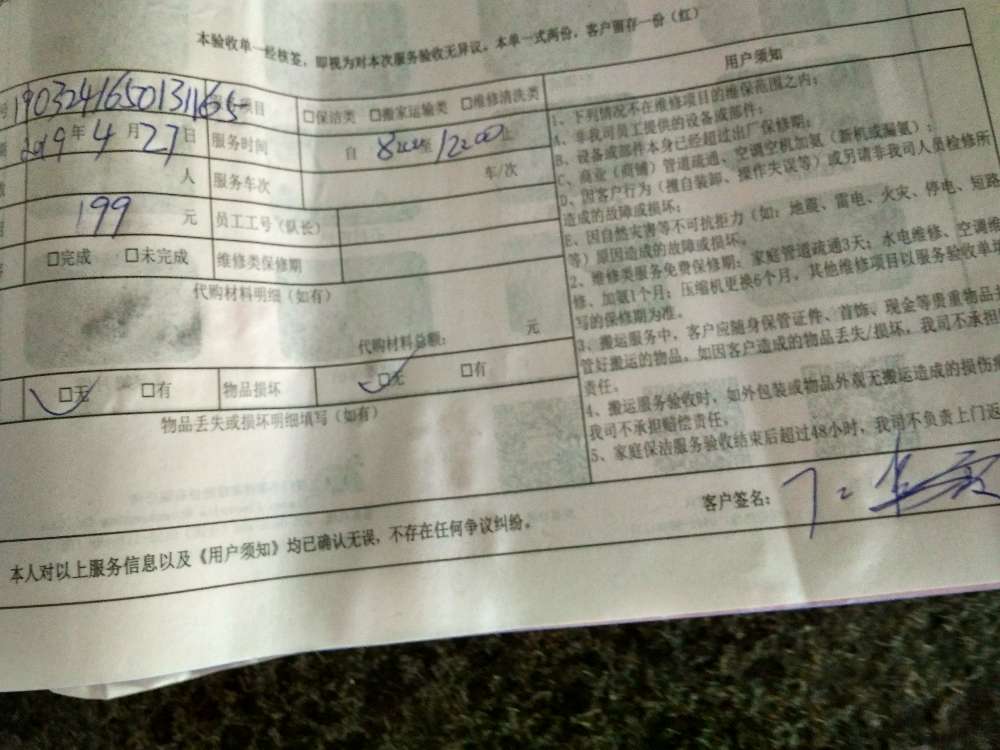 本验收单一经核签，即视为对本次服务验收无异议。本单一式两份，客户留存一份（红）
号 190324165013165 项目 □保洁类 □搬家运输类 □维修清洗类
2019年4月27日 服务时间 自 8:00至12:00止
人 服务车次 车/次
199 元 员工工号（队长）
□完成 □未完成 维修类保修期
代购材料明细（如有）
代购材料总额： 元
□无 □有 物品损坏 □无 □有
物品丢失或损坏明细填写（如有）
用户须知
1、下列情况不在维修项目的维保范围之内：
A、非我司员工提供的设备或部件；
B、设备或部件本身已经超过出厂保修期；
C、商业（商铺）管道疏通、空调空机加氨（新机或漏氨）；
D、因客户行为（擅自装卸、操作失误等）或另请非我司人员检修所
造成的故障或损坏；
E、因自然灾害等不可抗拒力（如：地震、雷电、火灾、停电、短路
等）原因造成的故障或损坏。
2、维修类服务免费保修期：家庭管道疏通3天；水电维修、空调维
修、加氨1个月；压缩机更换6个月，其他维修项目以服务验收单填
写的保修期为准。
3、搬运服务中，客户应随身保管证件、首饰、现金等贵重物品
管好搬运的物品。如因客户造成的物品丢失/损坏，我司不承担
责任。
4、搬运服务验收时，如外包装或物品外观无搬运造成的损伤
我司不承担赔偿责任。
5、家庭保洁服务验收结束后超过48小时，我司不负责上门返
客户签名：
本人对以上服务信息以及《用户须知》均已确认无误，不存在任何争议纠纷。